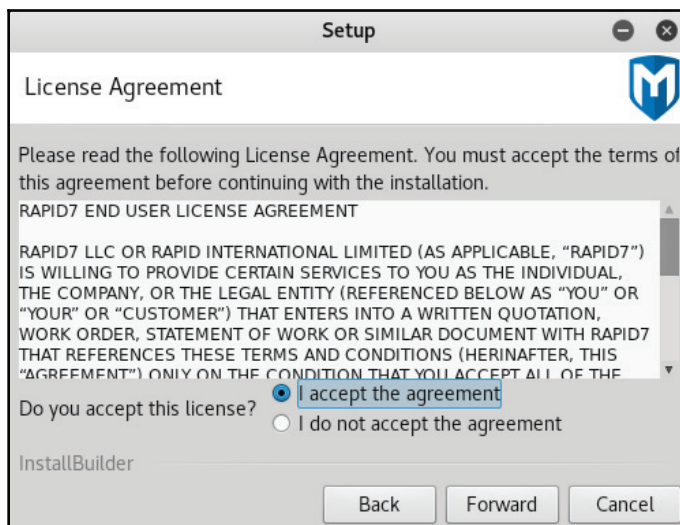 Setup
License Agreement
Please read the following License Agreement. You must accept the terms of
this agreement before continuing with the installation.
RAPID7 END USER LICENSE AGREEMENT
RAPID7 LLC OR RAPID INTERNATIONAL LIMITED (AS APPLICABLE, “RAPID7”)
IS WILLING TO PROVIDE CERTAIN SERVICES TO YOU AS THE INDIVIDUAL,
THE COMPANY, OR THE LEGAL ENTITY (REFERENCED BELOW AS “YOU” OR
“YOUR” OR “CUSTOMER”) THAT ENTERS INTO A WRITTEN QUOTATION,
WORK ORDER, STATEMENT OF WORK OR SIMILAR DOCUMENT WITH RAPID7
THAT REFERENCES THESE TERMS AND CONDITIONS (HERINAFTER, THIS
“AGREEMENT”) ONLY ON THE CONDITION THAT YOU ACCEPT ALL OF THE
Do you accept this license?
I accept the agreement
I do not accept the agreement
InstallBuilder
Back Forward Cancel